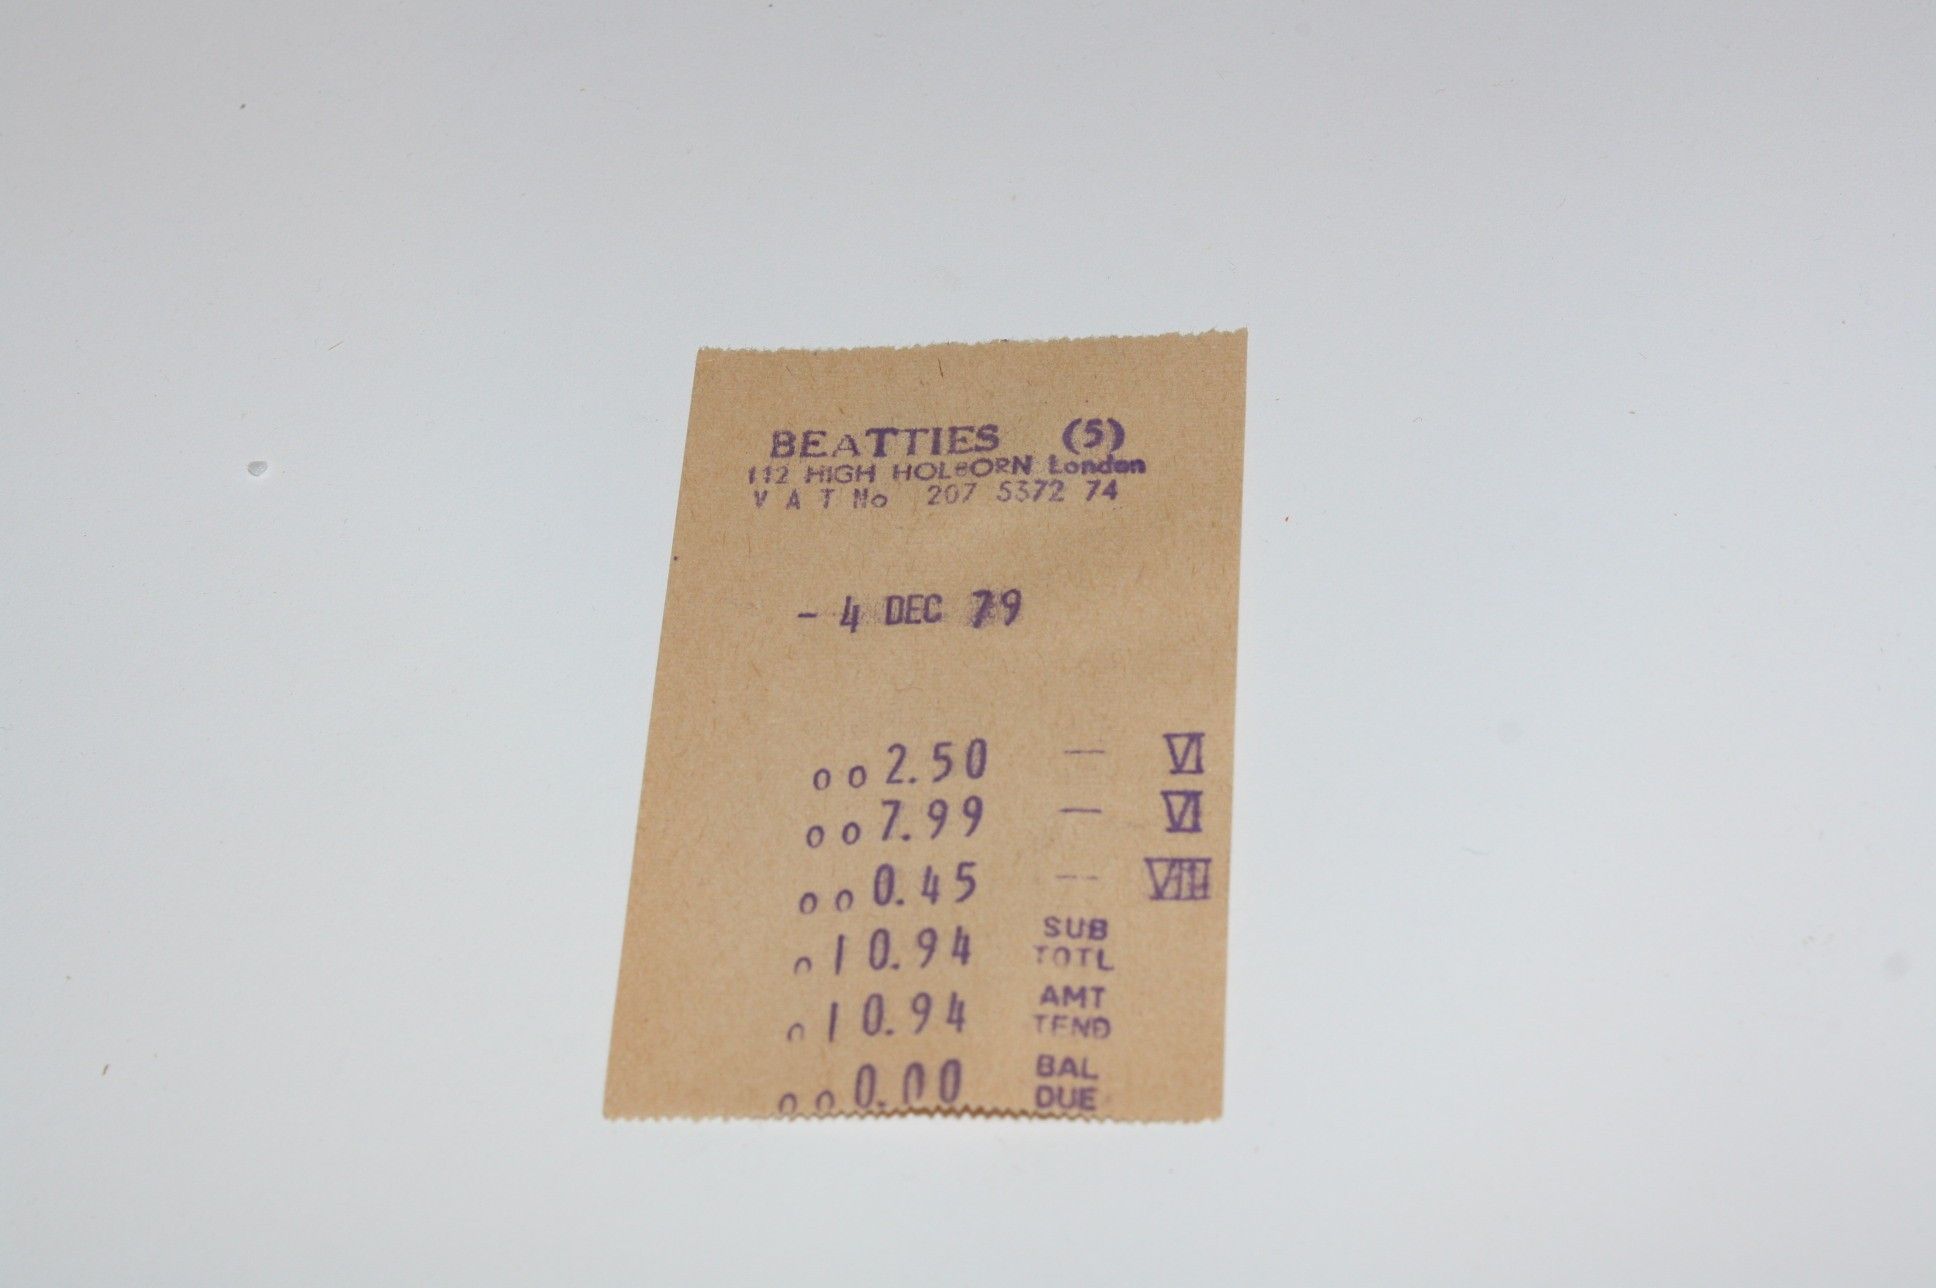 BEATTIES (5)
112 HIGH HOLBORN London
V A T No 207 5372 74
- 4 DEC 79
002.50 — VI
007.99 — VI
000.45 -- VIII
010.94 SUB TOTL
010.94 AMT TEND
000.00 BAL DUE